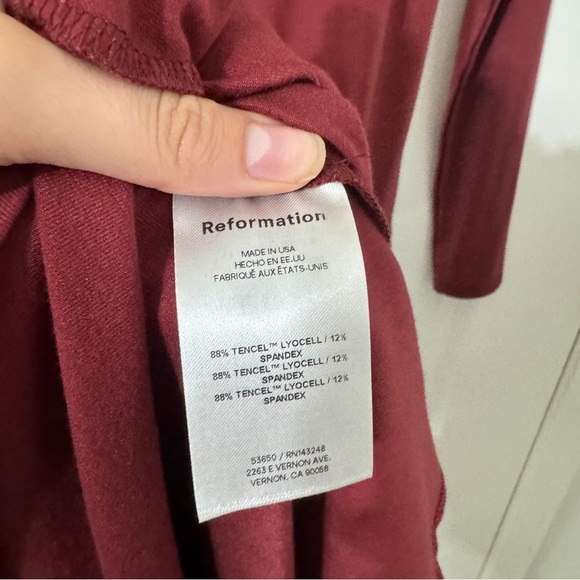 Reformation
MADE IN USA
HECHO EN EE.UU
FABRIQUÉ AUX ÉTATS-UNIS
88% TENCEL™ LYOCELL / 12%
SPANDEX
88% TENCEL™ LYOCELL / 12%
SPANDEX
88% TENCEL™ LYOCELL / 12%
SPANDEX
53650 / RN143248
2263 E VERNON AVE.
VERNON, CA 90058